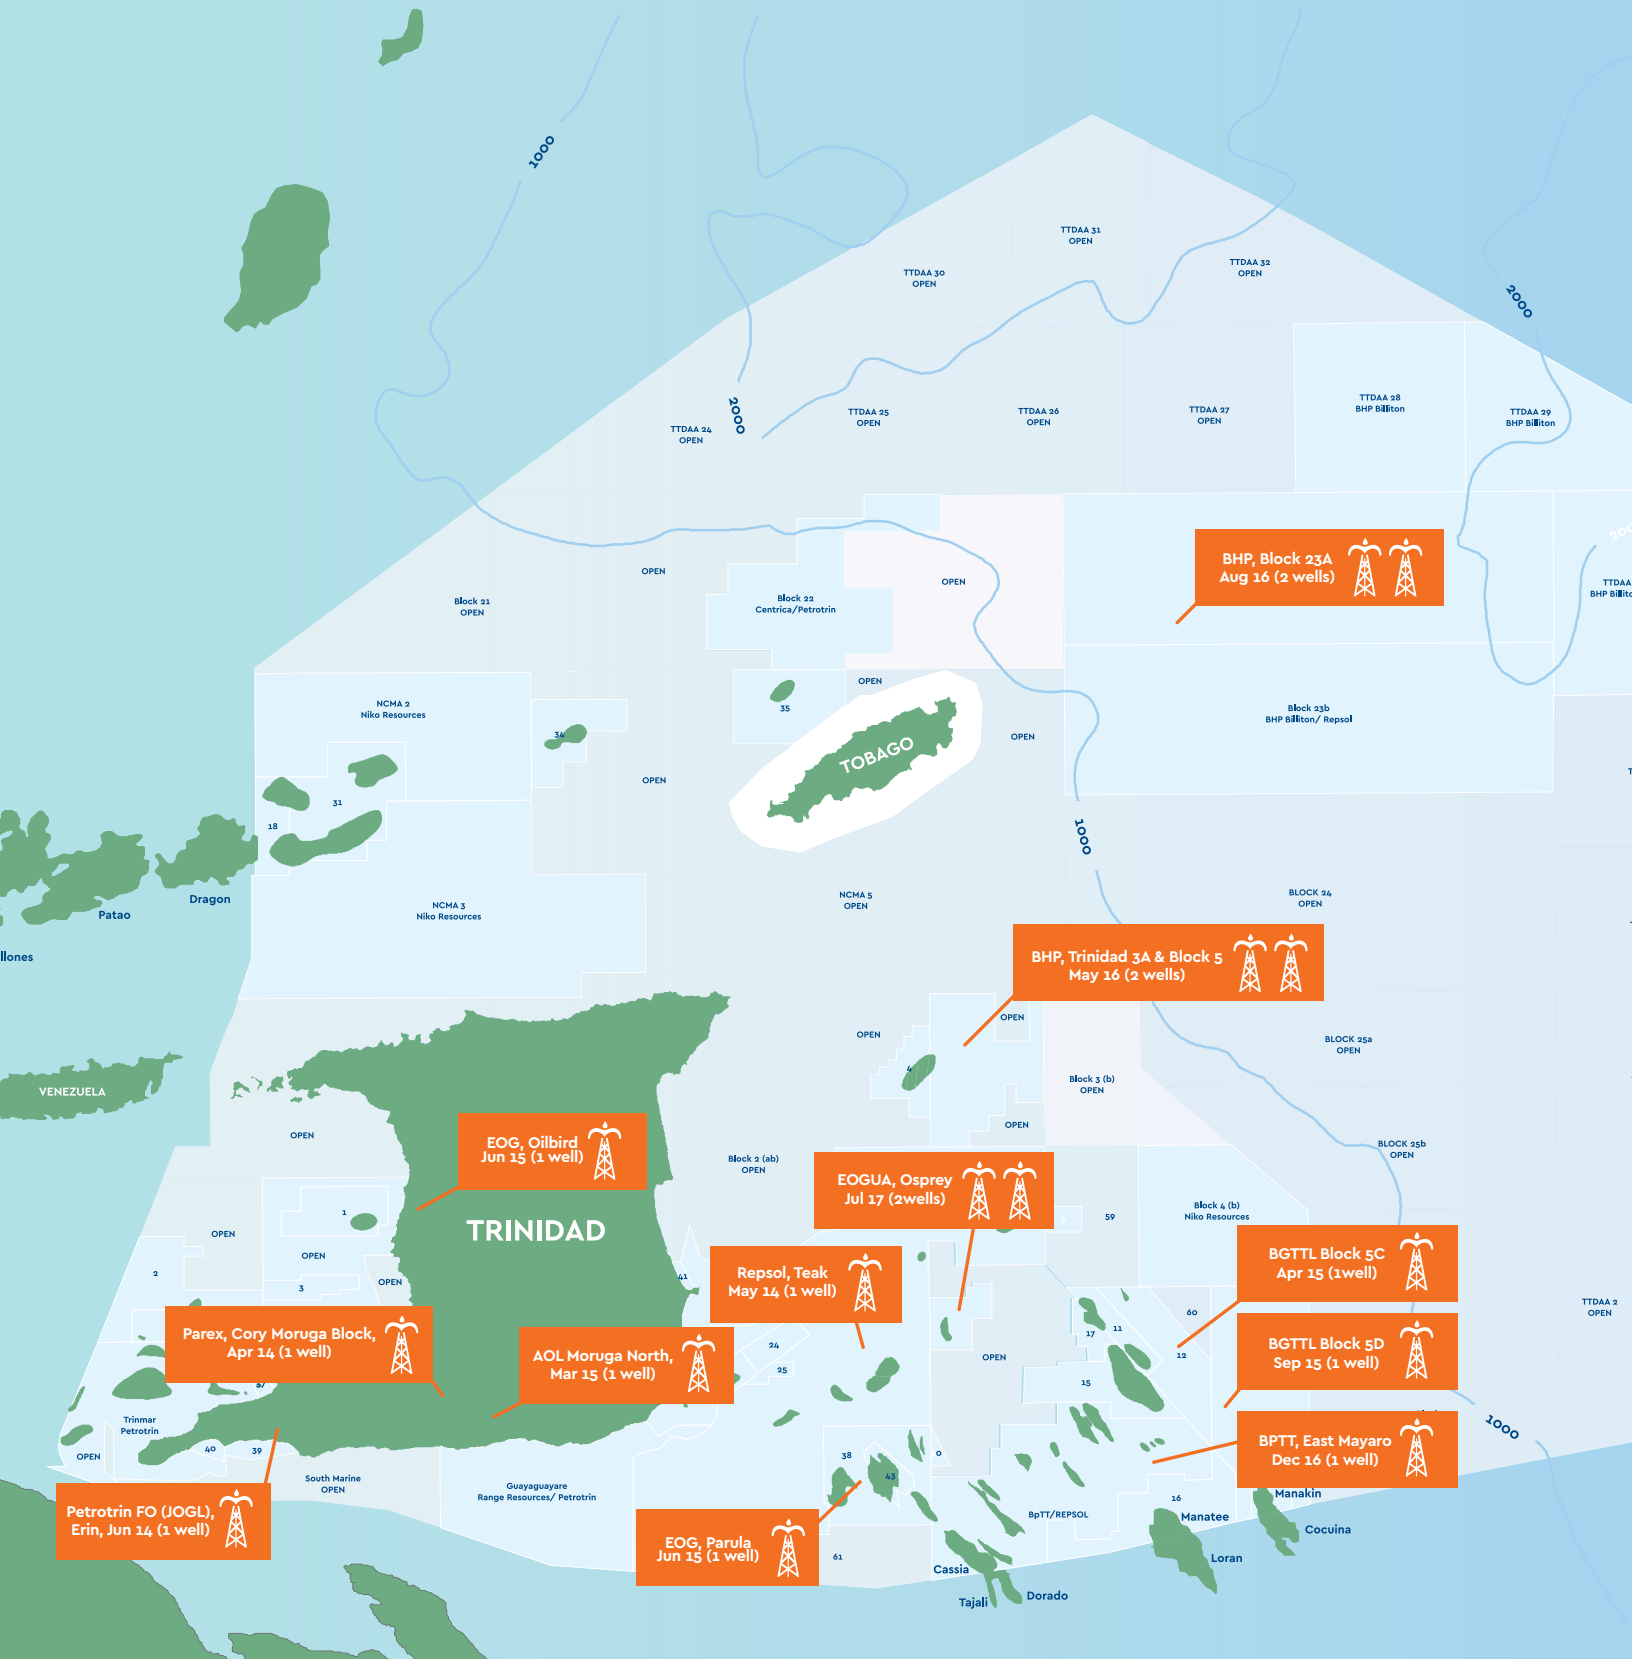 1000
TTDAA 31
OPEN
TTDAA 32
OPEN
TTDAA 30
OPEN
2000
TTDAA 28
BHP Billiton
TTDAA 29
BHP Billiton
2000
TTDAA 24
OPEN
TTDAA 25
OPEN
TTDAA 26
OPEN
TTDAA 27
OPEN
BHP, Block 23A
Aug 16 (2 wells)
OPEN
OPEN
Block 21
OPEN
Block 22
Centrica/Petrotrin
TTDAA
NCMA 2
Niko Resources
34
35
OPEN
OPEN
Block 23b
BHP Billiton/ Repsol
TOBAGO
OPEN
31
18
1000
Patao
Dragon
llones
NCMA 3
Niko Resources
NCMA 5
OPEN
BLOCK 24
OPEN
BHP, Trinidad 3A & Block 5
May 16 (2 wells)
OPEN
OPEN
BLOCK 25a
OPEN
4
Block 3 (b)
OPEN
VENEZUELA
OPEN
OPEN
BLOCK 25b
OPEN
EOG, Oilbird
Jun 15 (1 well)
Block 2 (ab)
OPEN
EOGUA, Osprey
Jul 17 (2wells)
TRINIDAD
1
OPEN
OPEN
59
Block 4 (b)
Niko Resources
2
3
OPEN
41
Repsol, Teak
May 14 (1 well)
BGTTL Block 5C
Apr 15 (1well)
60
TTDAA 2
OPEN
Parex, Cory Moruga Block,
Apr 14 (1 well)
AOL Moruga North,
Mar 15 (1 well)
24
25
OPEN
17
11
12
15
BGTTL Block 5D
Sep 15 (1 well)
37
Trinmar
Petrotrin
OPEN
40
39
1000
BPTT, East Mayaro
Dec 16 (1 well)
38
43
South Marine
OPEN
Guayaguayare
Range Resources/ Petrotrin
Petrotrin FO (JOGL),
Erin, Jun 14 (1 well)
EOG, Parula
Jun 15 (1 well)
61
BpTT/REPSOL
16
Manatee
Manakin
Cocuina
Loran
Cassia
Tajali
Dorado